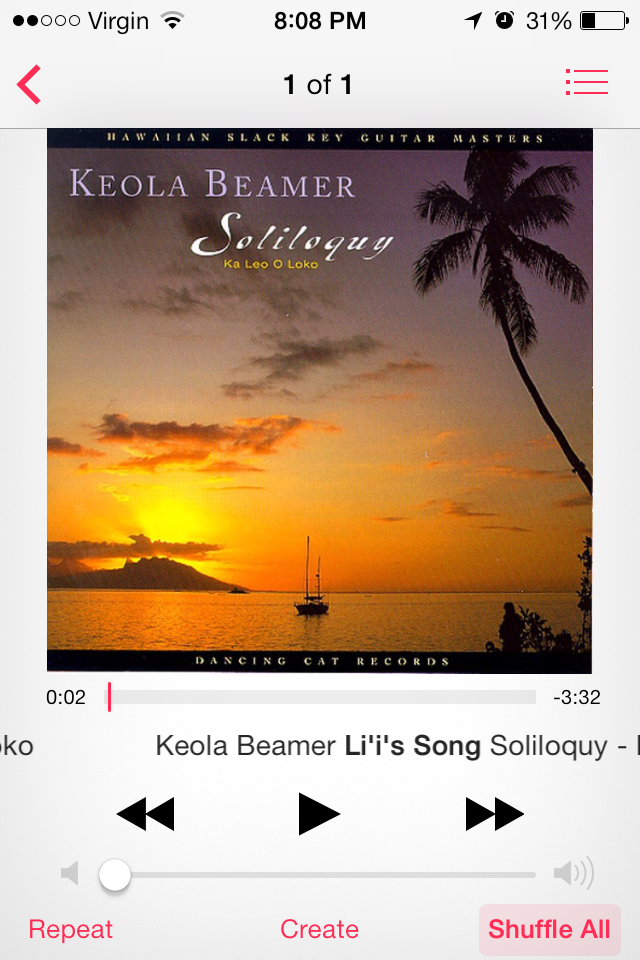 Virgin 8:08 PM 31%
1 of 1
HAWAIIAN SLACK KEY GUITAR MASTERS
KEOLA BEAMER
Soliloquy
Ka Leo O Loko
DANCING CAT RECORDS
0:02 -3:32
oko Keola Beamer Li'i's Song Soliloquy -
Repeat Create Shuffle All